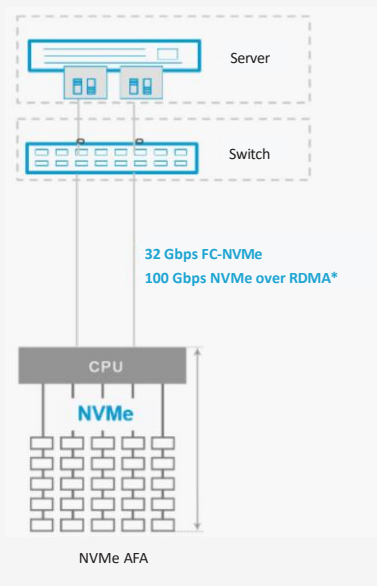 Server
Switch
32 Gbps FC-NVMe
100 Gbps NVMe over RDMA*
CPU
NVMe
NVMe AFA